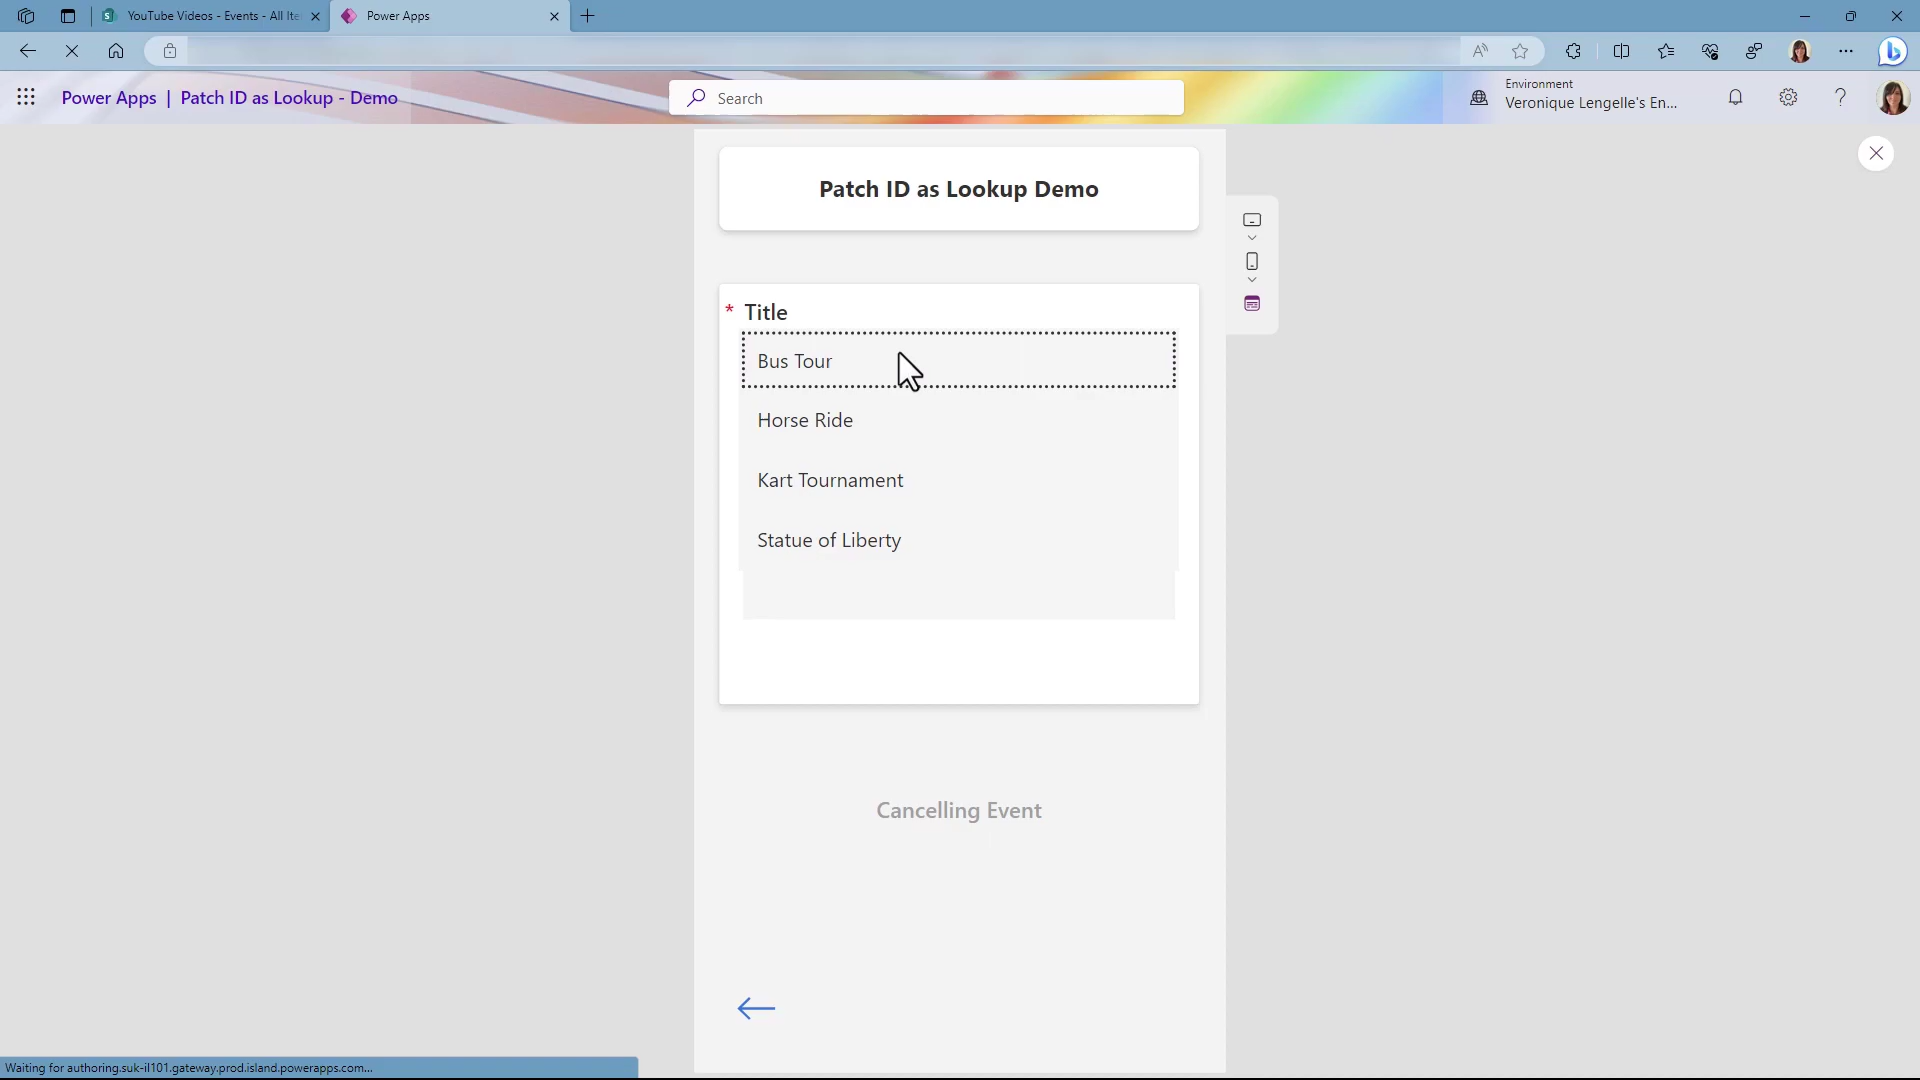 YouTube Videos - Events - All Ite
Power Apps
Power Apps | Patch ID as Lookup - Demo
Search
Environment
Veronique Lengelle's En...
Patch ID as Lookup Demo
* Title
Bus Tour
Horse Ride
Kart Tournament
Statue of Liberty
Cancelling Event
Waiting for authoring.suk-il101.gateway.prod.island.powerapps.com...